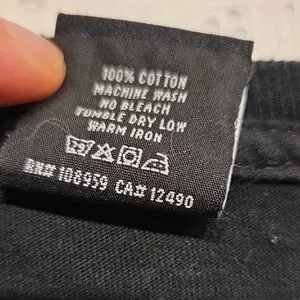 100% COTTON
MACHINE WASH
NO BLEACH
TUMBLE DRY LOW
WARM IRON
RN# 108959 CA# 12490